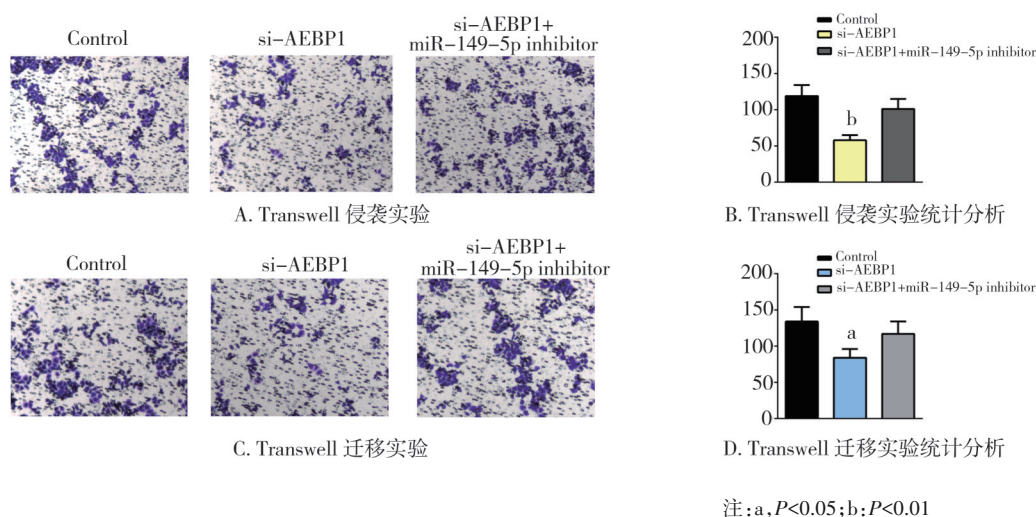 Control
si-AEBP1
si-AEBP1+
miR-149-5p inhibitor
A. Transwell 侵袭实验
Control
si-AEBP1
si-AEBP1+miR-149-5p inhibitor
200
150
100
50
0
b
B. Transwell 侵袭实验统计分析
Control
si-AEBP1
si-AEBP1+
miR-149-5p inhibitor
C. Transwell 迁移实验
Control
si-AEBP1
si-AEBP1+miR-149-5p inhibitor
200
150
100
50
0
a
D. Transwell 迁移实验统计分析
注:a,P<0.05;b:P<0.01